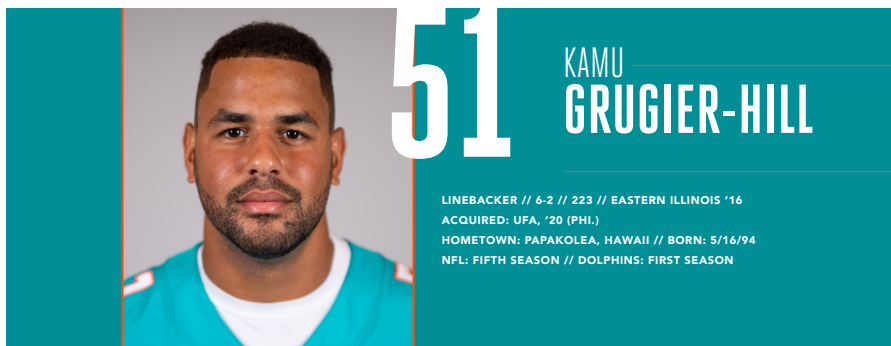 51
KAMU
GRUGIER-HILL
LINEBACKER // 6-2 // 223 // EASTERN ILLINOIS ’16
ACQUIRED: UFA, ’20 (PHI.)
HOMETOWN: PAPAKOLEA, HAWAII // BORN: 5/16/94
NFL: FIFTH SEASON // DOLPHINS: FIRST SEASON